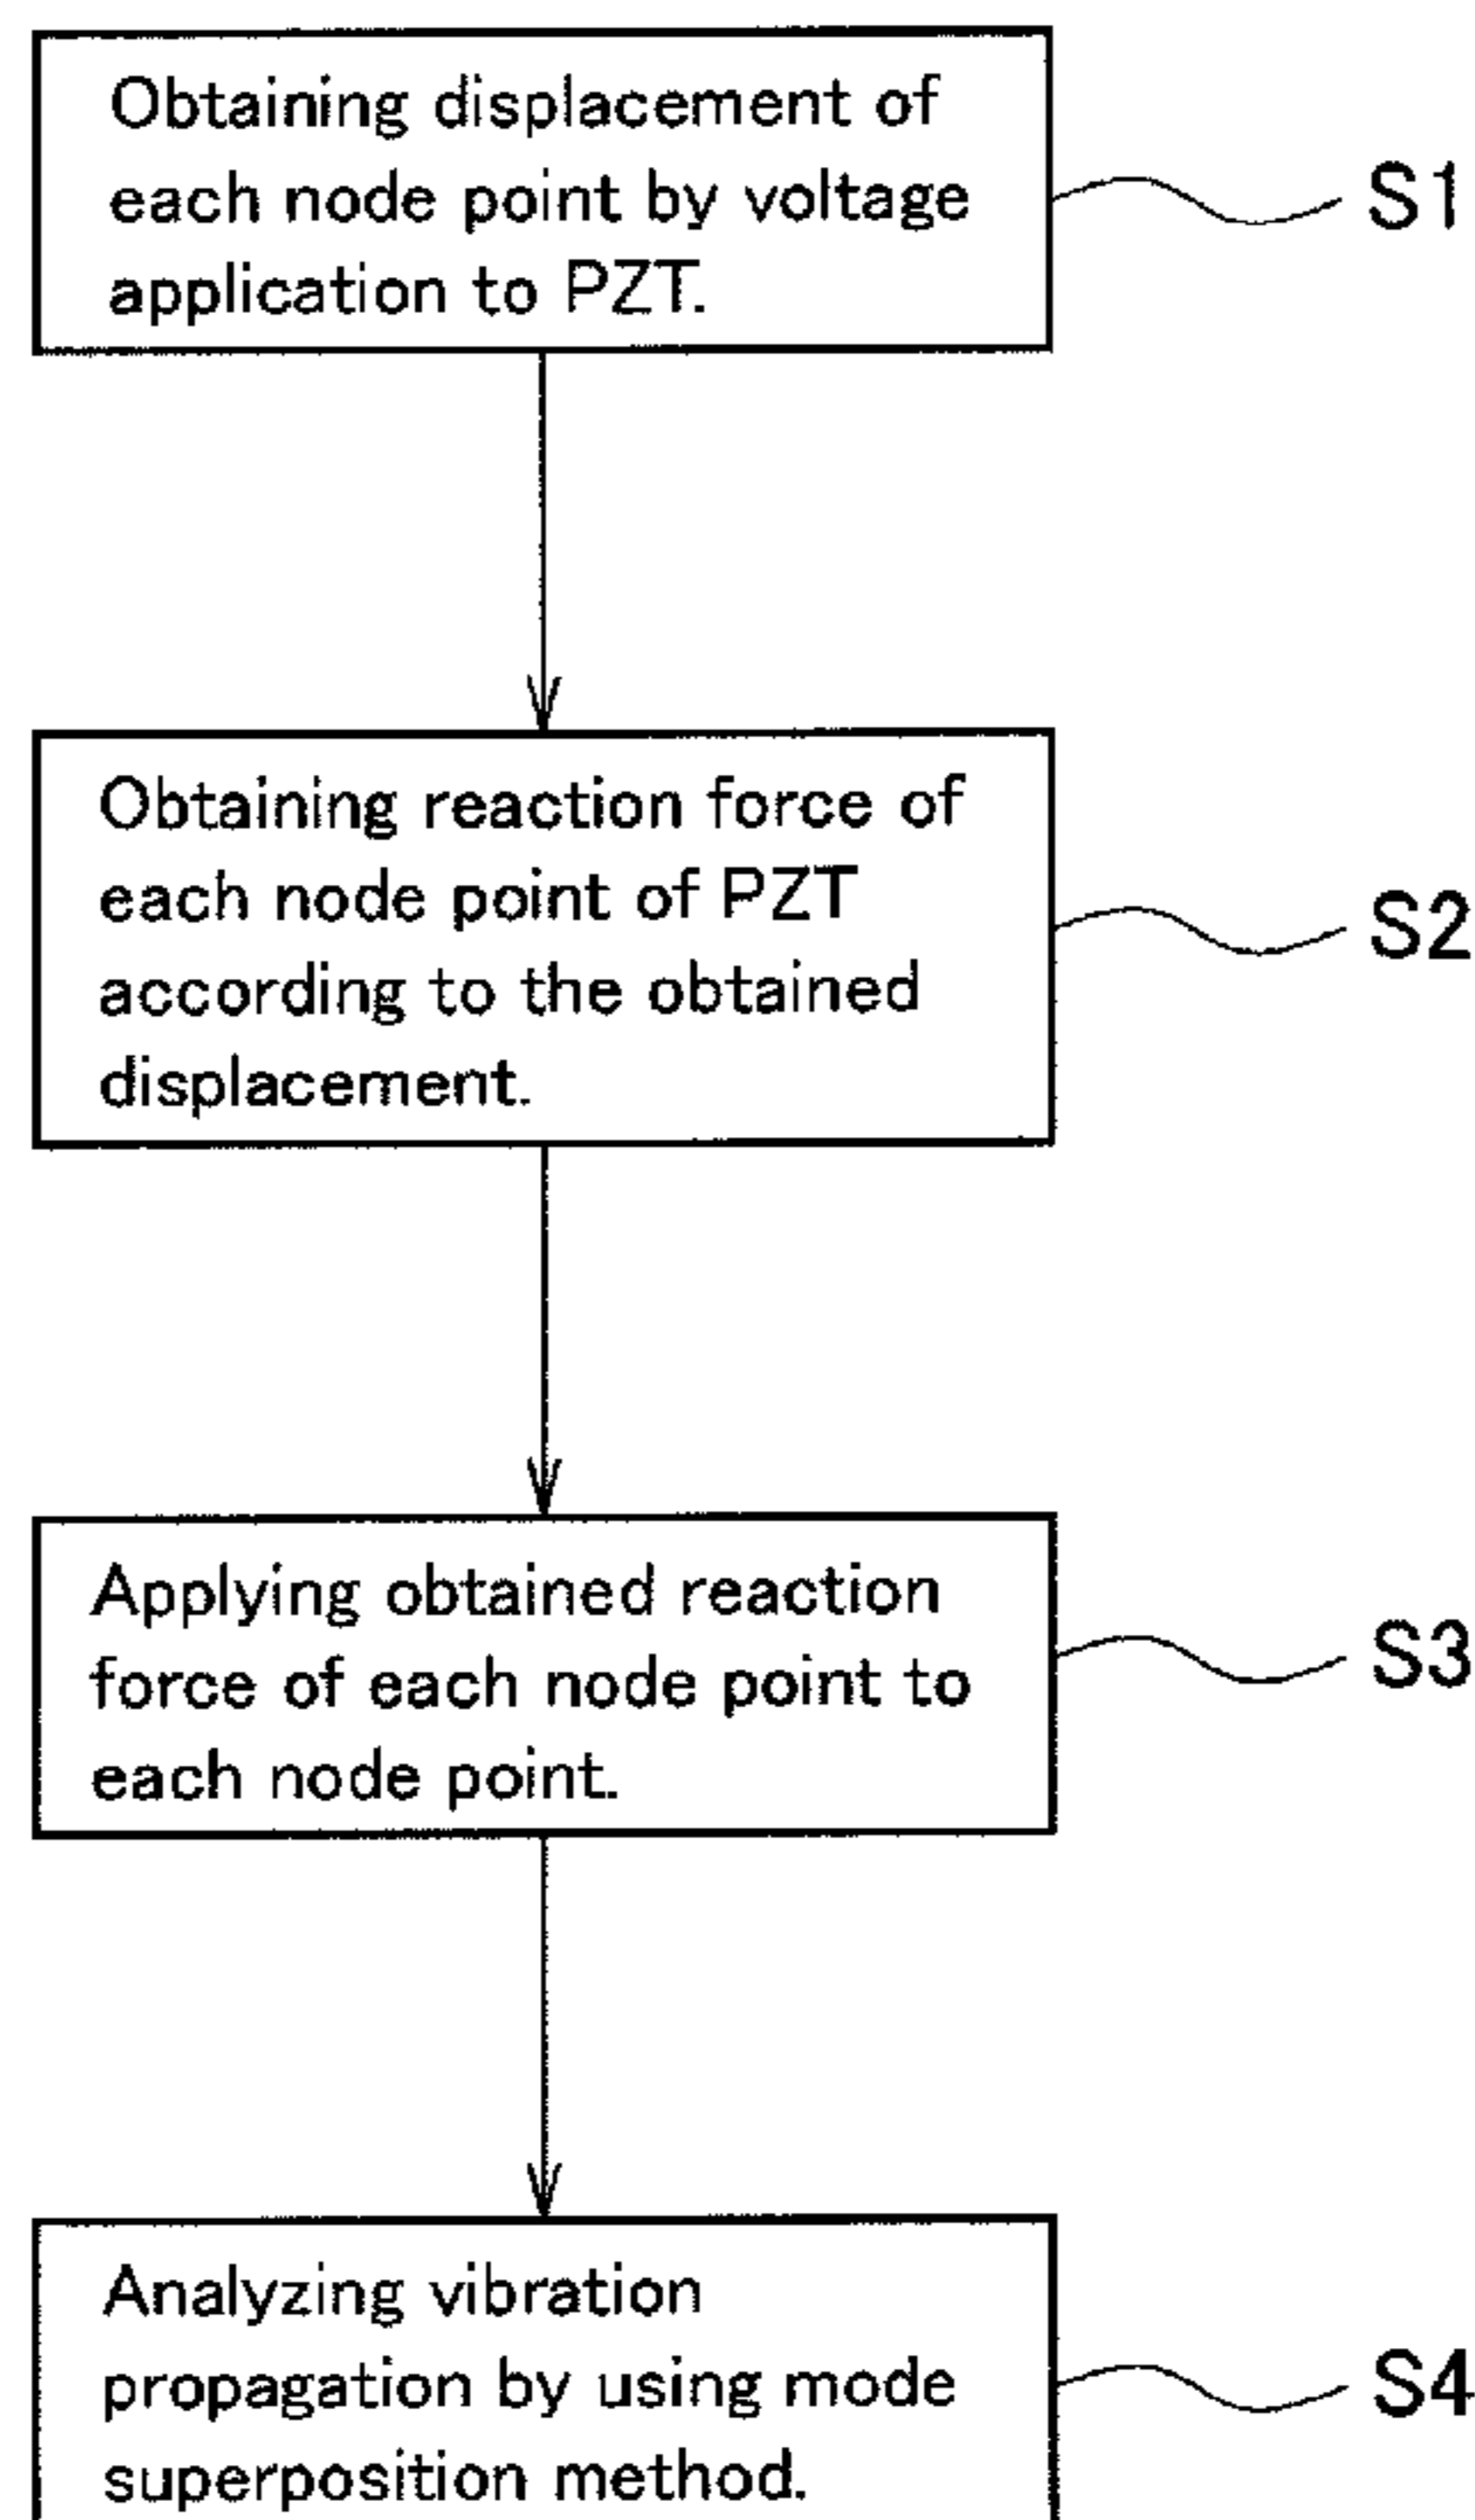 Obtaining displacement of
each node point by voltage
application to PZT.
S1
Obtaining reaction force of
each node point of PZT
according to the obtained
displacement.
S2
Applying obtained reaction
force of each node point to
each node point.
S3
Analyzing vibration
propagation by using mode
superposition method.
S4